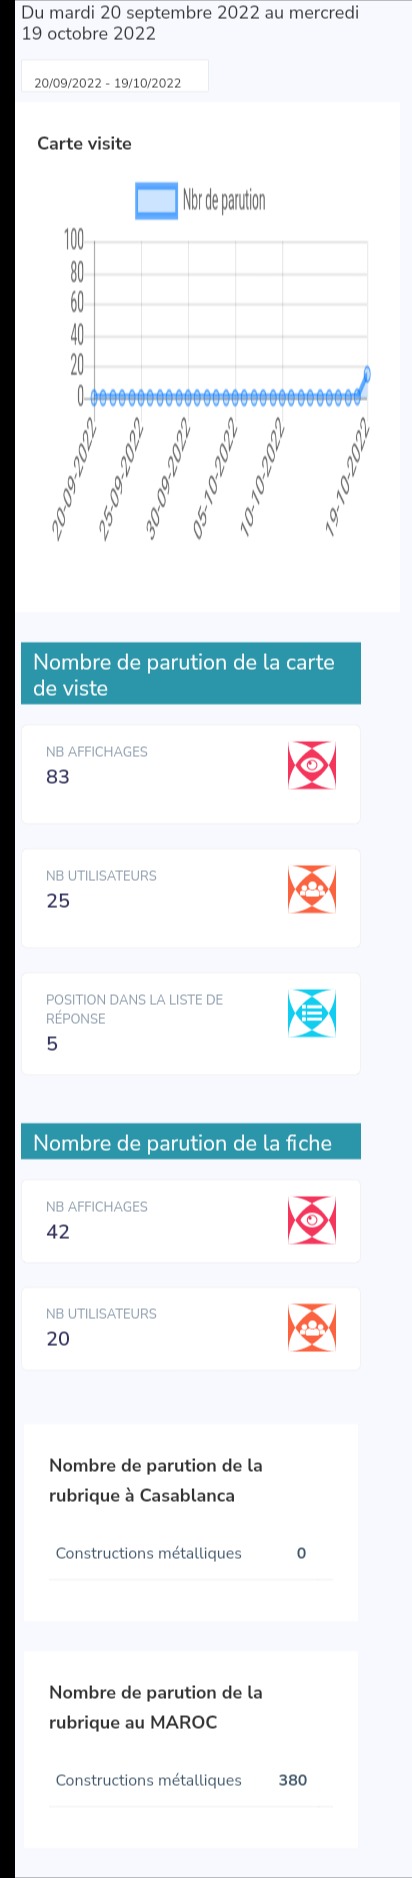 Du mardi 20 septembre 2022 au mercredi
19 octobre 2022
20/09/2022 - 19/10/2022
Carte visite
Nbr de parution
100
80
60
40
20
0
20-09-2022
25-09-2022
30-09-2022
05-10-2022
10-10-2022
19-10-2022
Nombre de parution de la carte
de viste
NB AFFICHAGES
83
NB UTILISATEURS
25
POSITION DANS LA LISTE DE
RÉPONSE
5
Nombre de parution de la fiche
NB AFFICHAGES
42
NB UTILISATEURS
20
Nombre de parution de la
rubrique à Casablanca
Constructions métalliques 0
Nombre de parution de la
rubrique au MAROC
Constructions métalliques 380